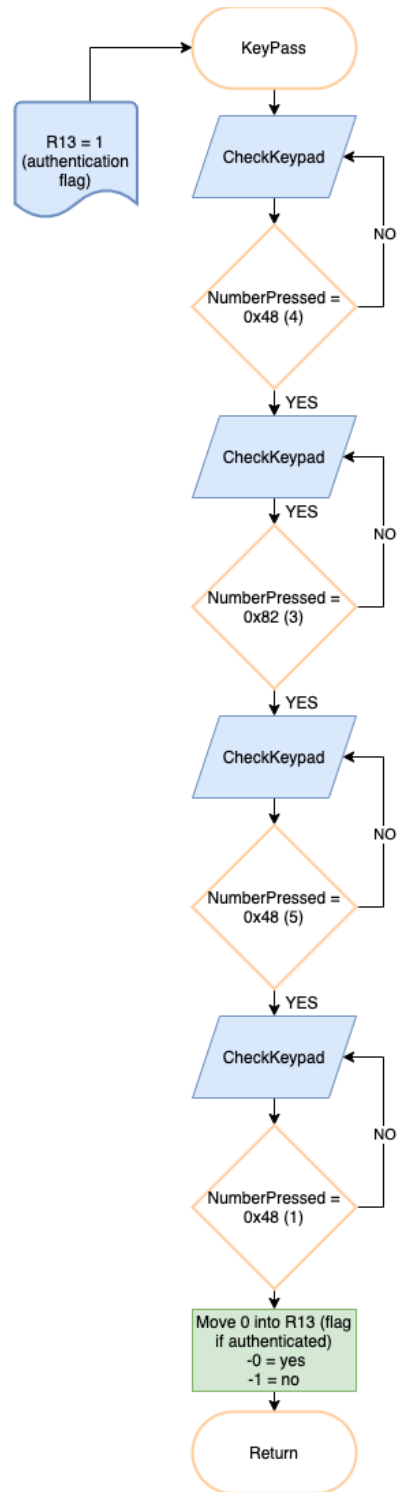 KeyPass
R13 = 1
(authentication
flag)
CheckKeypad
NO
NumberPressed =
0x48 (4)
YES
CheckKeypad
NO
YES
NumberPressed =
0x82 (3)
YES
CheckKeypad
NO
NumberPressed =
0x48 (5)
YES
CheckKeypad
NO
NumberPressed =
0x48 (1)
Move 0 into R13 (flag
if authenticated)
-0 = yes
-1 = no
Return